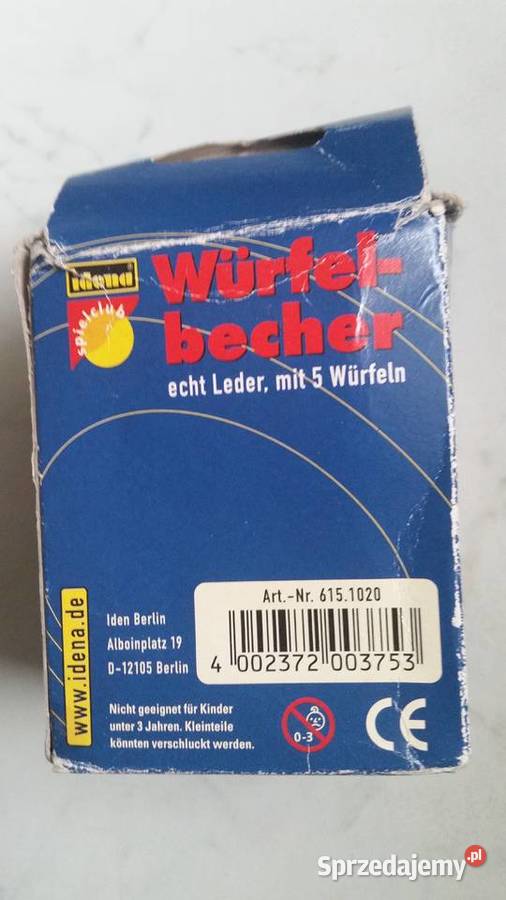 idena
spielclub
Würfel-
becher
echt Leder, mit 5 Würfeln
www.idena.de
Iden Berlin
Alboinplatz 19
D-12105 Berlin
Art.-Nr. 615.1020
4 002372 003753
Nicht geeignet für Kinder
unter 3 Jahren. Kleinteile
könnten verschluckt werden.
0-3
CE
Sprzedajemy.pl